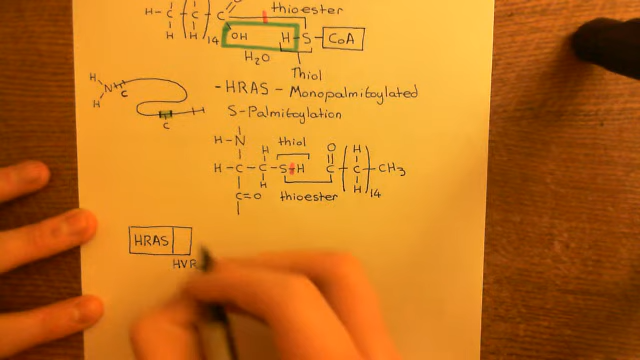 H-C-C-C thioester
OH H-S-CoA
H H 14
H₂O
Thiol
H N
H C
C
-HRAS - Monopalmitoylated
S-Palmitoylation
H-N H thiol O H
H-C-C-S-H C-C-CH₃
H H 14
C=O thioester
HRAS
HVR